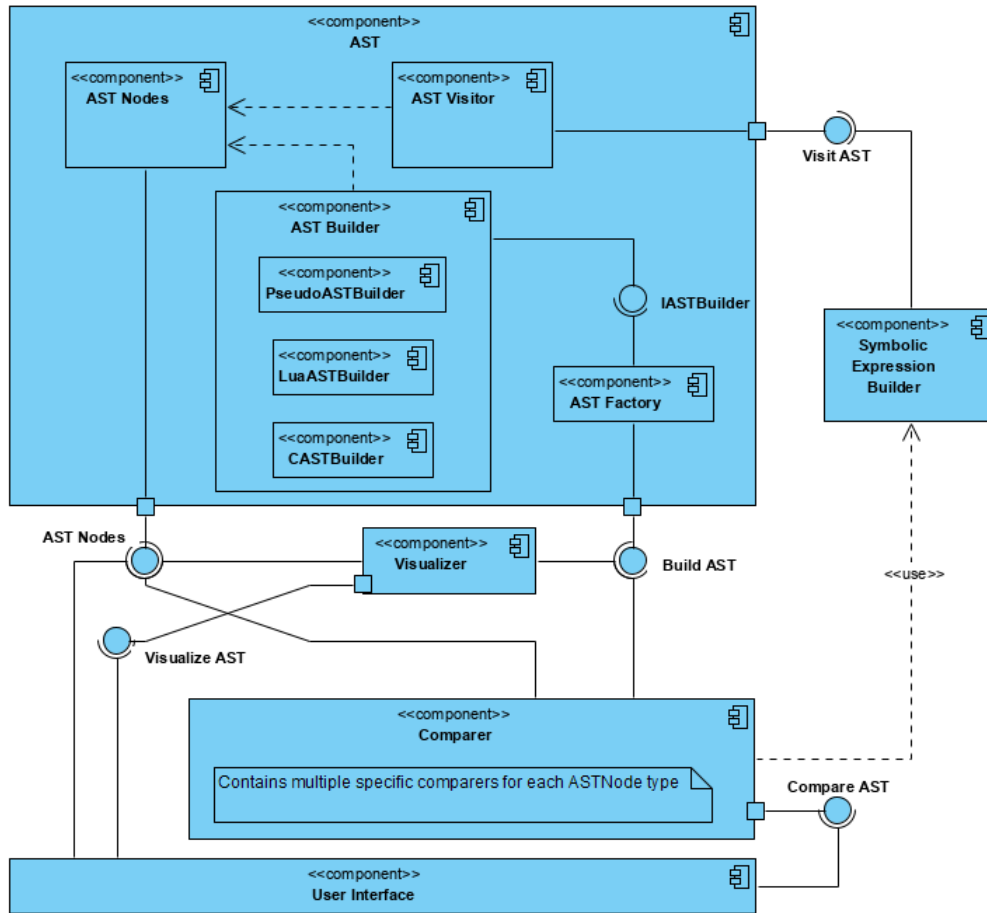 <<component>>
AST
<<component>>
AST Nodes
<<component>>
AST Visitor
Visit AST
<<component>>
AST Builder
<<component>>
PseudoASTBuilder
IASTBuilder
<<component>>
Symbolic
Expression
Builder
<<component>>
LuaASTBuilder
<<component>>
AST Factory
<<component>>
CASTBuilder
AST Nodes
<<component>>
Visualizer
Build AST
<<use>>
Visualize AST
<<component>>
Comparer
Contains multiple specific comparers for each ASTNode type
Compare AST
<<component>>
User Interface